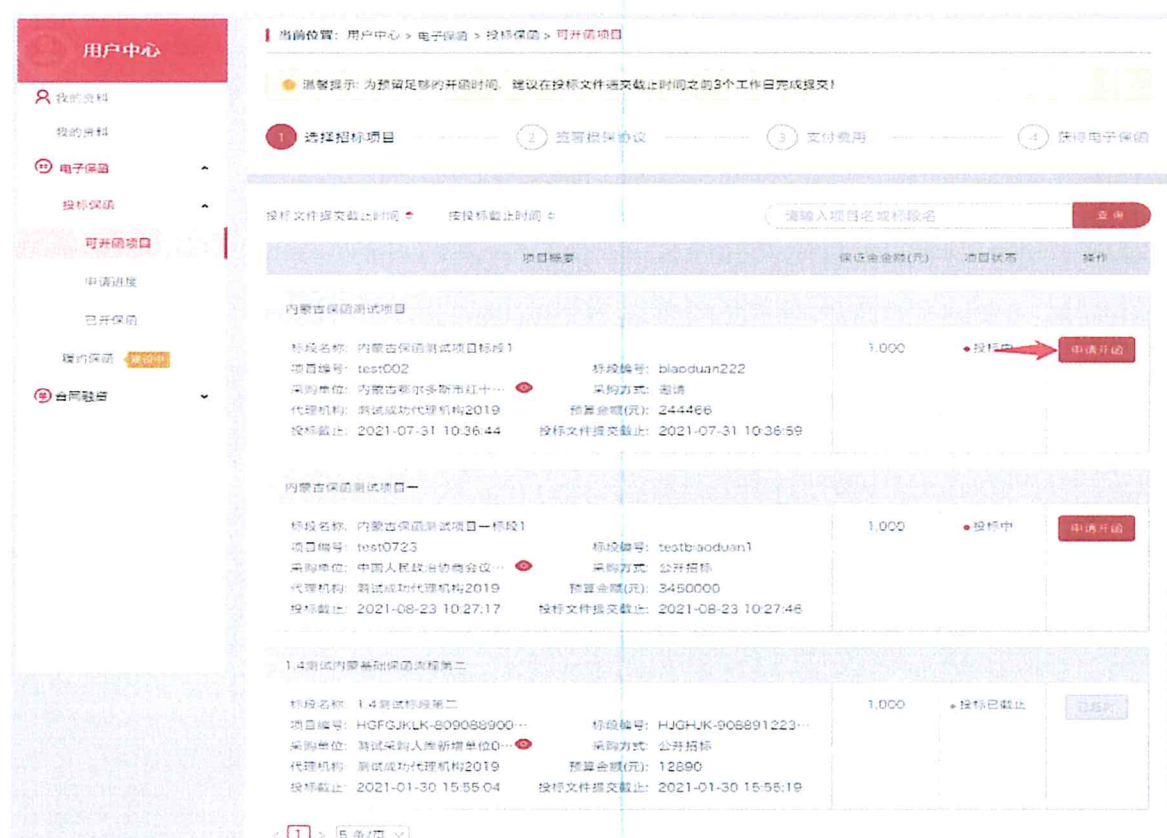 用户中心
我的资料
我的资料
电子保函
投标保函
可开函项目
申请进度
已开保函
履约保函 建设中
合同融资
当前位置: 用户中心 > 电子保函 > 投标保函 > 可开函项目
温馨提示: 为预留足够的开函时间, 建议在投标文件递交截止时间之前3个工作日完成提交!
1 选择招标项目 2 签署担保协议 3 支付费用 4 获得电子保函
投标文件提交截止时间 按投标截止时间 请输入项目名或标段名 查询
项目概要 保证金金额(元) 项目状态 操作
内蒙古保函测试项目
标段名称: 内蒙古保函测试项目标段1 1,000 投标中 申请开函
项目编号: test002 标段编号: biaoduan222
采购单位: 内蒙古鄂尔多斯市红十··· 采购方式: 邀请
代理机构: 测试成功代理机构2019 预算金额(元): 244466
投标截止: 2021-07-31 10:36:44 投标文件提交截止: 2021-07-31 10:36:59
内蒙古保函测试项目一
标段名称: 内蒙古保函测试项目一标段1 1,000 投标中 申请开函
项目编号: test0723 标段编号: testbiaoduan1
采购单位: 中国人民政治协商会议··· 采购方式: 公开招标
代理机构: 测试成功代理机构2019 预算金额(元): 3450000
投标截止: 2021-08-23 10:27:17 投标文件提交截止: 2021-08-23 10:27:46
1.4测试内蒙基础保函流程第二
标段名称: 1.4测试标段第二 1,000 投标已截止
项目编号: HGFGJKLK-809088900··· 标段编号: HJGHJK-908891223···
采购单位: 测试采购人库新增单位0··· 采购方式: 公开招标
代理机构: 测试成功代理机构2019 预算金额(元): 12890
投标截止: 2021-01-30 15:55:04 投标文件提交截止: 2021-01-30 15:55:19
< 1 > 5 条/页